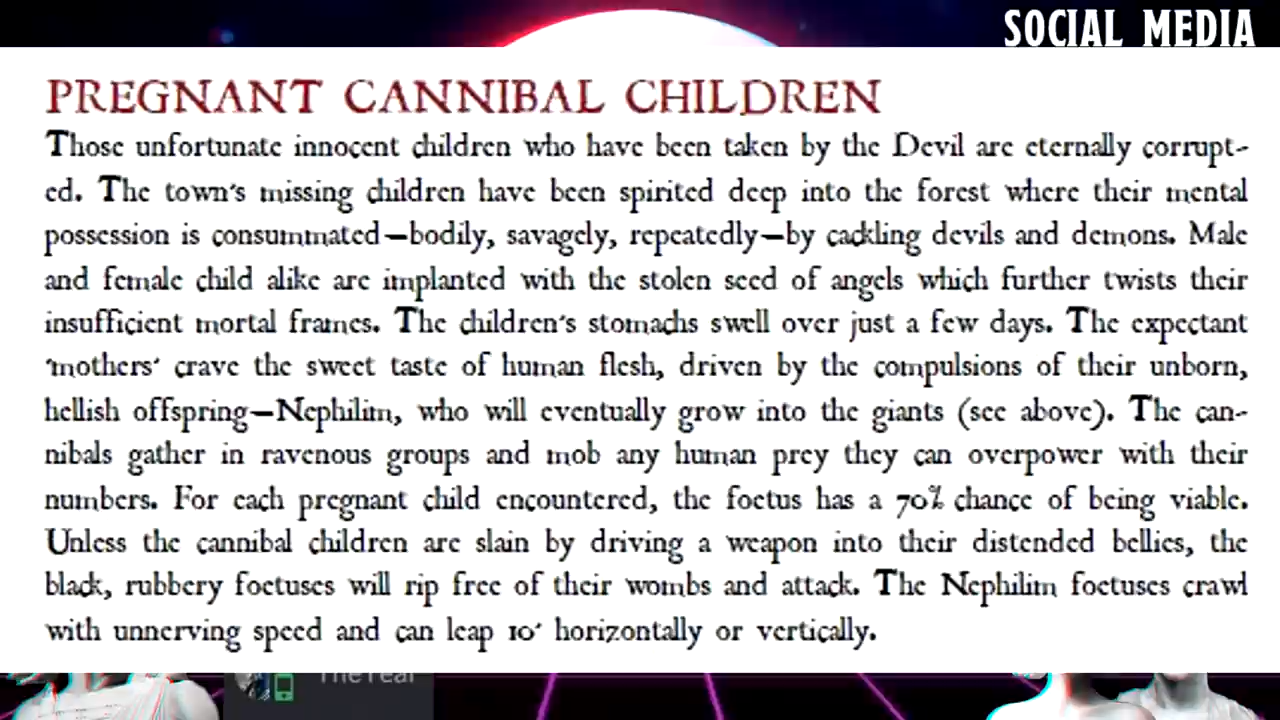 SOCIAL MEDIA
PREGNANT CANNIBAL CHILDREN
Those unfortunate innocent children who have been taken by the Devil are eternally corrupt-
ed. The town's missing children have been spirited deep into the forest where their mental
possession is consummated—bodily, savagely, repeatedly—by cackling devils and demons. Male
and female child alike are implanted with the stolen seed of angels which further twists their
insufficient mortal frames. The children's stomachs swell over just a few days. The expectant
'mothers' crave the sweet taste of human flesh, driven by the compulsions of their unborn,
hellish offspring—Nephilim, who will eventually grow into the giants (see above). The can-
nibals gather in ravenous groups and mob any human prey they can overpower with their
numbers. For each pregnant child encountered, the foetus has a 70% chance of being viable.
Unless the cannibal children are slain by driving a weapon into their distended bellies, the
black, rubbery foetuses will rip free of their wombs and attack. The Nephilim foetuses crawl
with unnerving speed and can leap 10' horizontally or vertically.